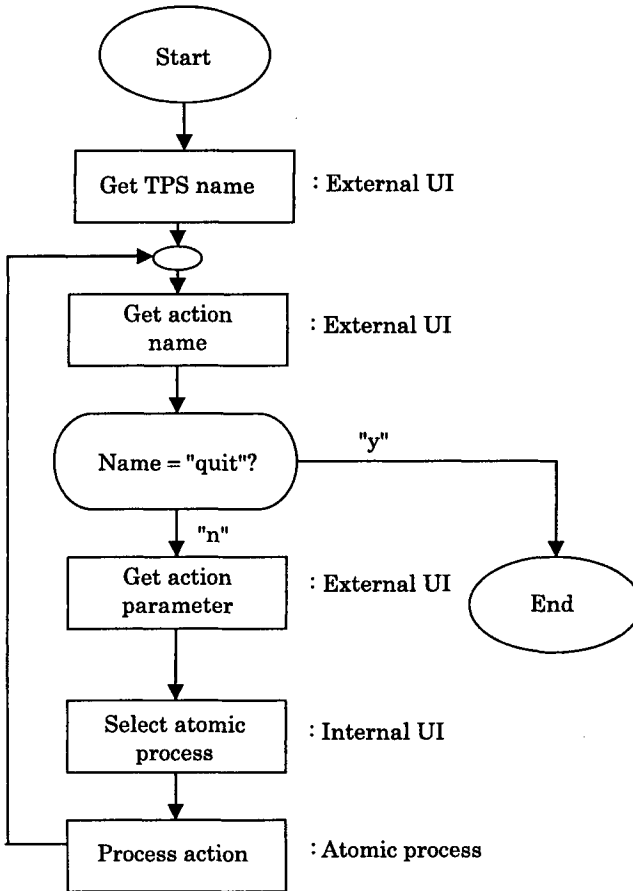 Start
Get TPS name
: External UI
Get action
name
: External UI
Name = "quit"?
"y"
"n"
Get action
parameter
: External UI
End
Select atomic
process
: Internal UI
Process action
: Atomic process